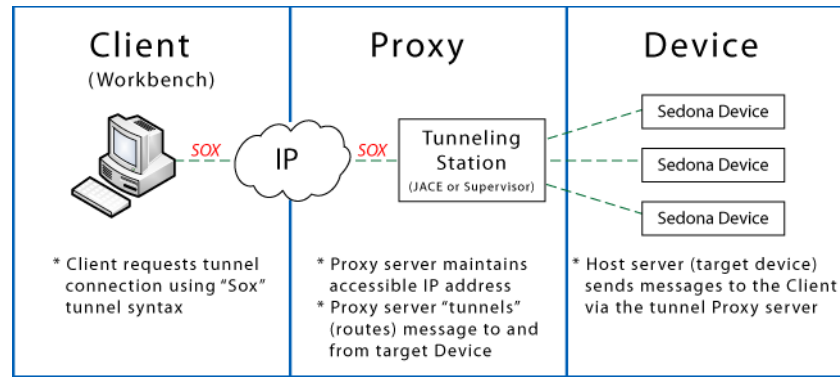 Client
(Workbench)
SOX
IP
* Client requests tunnel
connection using “Sox”
tunnel syntax
Proxy
SOX
Tunneling
Station
(JACE or Supervisor)
* Proxy server maintains
accessible IP address
* Proxy server “tunnels”
(routes) message to and
from target Device
Device
Sedona Device
Sedona Device
Sedona Device
* Host server (target device)
sends messages to the Client
via the tunnel Proxy server